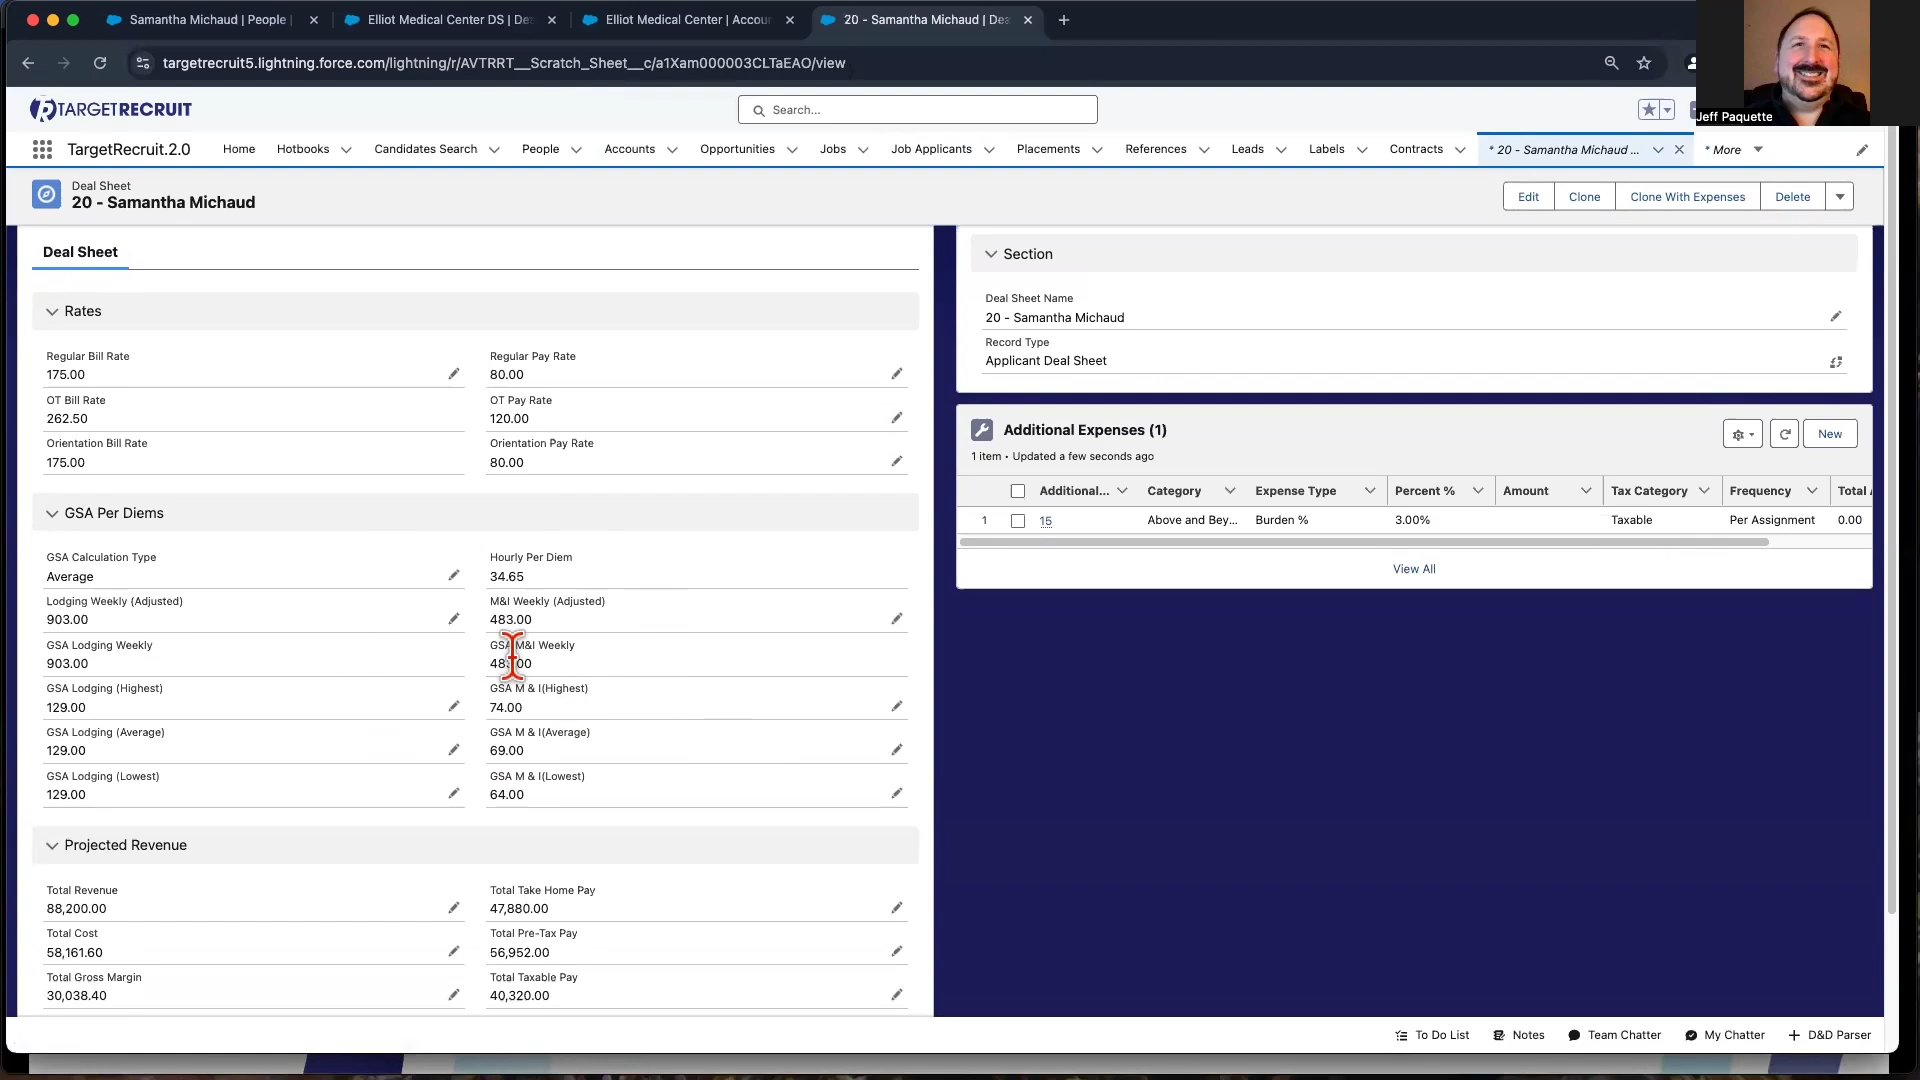 Samantha Michaud | People |
Elliot Medical Center DS | De
Elliot Medical Center | Accou
20 - Samantha Michaud | Dea
targetrecruit5.lightning.force.com/lightning/r/AVTRRT__Scratch_Sheet__c/a1Xam000003CLTaEAO/view
Jeff Paquette
TARGETRECRUIT
Search...
TargetRecruit.2.0
Home
Hotbooks
Candidates Search
People
Accounts
Opportunities
Jobs
Job Applicants
Placements
References
Leads
Labels
Contracts
* 20 - Samantha Michaud ...
* More
Deal Sheet
20 - Samantha Michaud
Edit
Clone
Clone With Expenses
Delete
Deal Sheet
Rates
Regular Bill Rate
175.00
Regular Pay Rate
80.00
OT Bill Rate
262.50
OT Pay Rate
120.00
Orientation Bill Rate
175.00
Orientation Pay Rate
80.00
GSA Per Diems
GSA Calculation Type
Average
Hourly Per Diem
34.65
Lodging Weekly (Adjusted)
903.00
M&I Weekly (Adjusted)
483.00
GSA Lodging Weekly
903.00
GSA M&I Weekly
483.00
GSA Lodging (Highest)
129.00
GSA M & I(Highest)
74.00
GSA Lodging (Average)
129.00
GSA M & I(Average)
69.00
GSA Lodging (Lowest)
129.00
GSA M & I(Lowest)
64.00
Projected Revenue
Total Revenue
88,200.00
Total Take Home Pay
47,880.00
Total Cost
58,161.60
Total Pre-Tax Pay
56,952.00
Total Gross Margin
30,038.40
Total Taxable Pay
40,320.00
Section
Deal Sheet Name
20 - Samantha Michaud
Record Type
Applicant Deal Sheet
Additional Expenses (1)
1 item • Updated a few seconds ago
New
Additional...
Category
Expense Type
Percent %
Amount
Tax Category
Frequency
Total
1
15
Above and Bey...
Burden %
3.00%
Taxable
Per Assignment
0.00
View All
To Do List
Notes
Team Chatter
My Chatter
D&D Parser